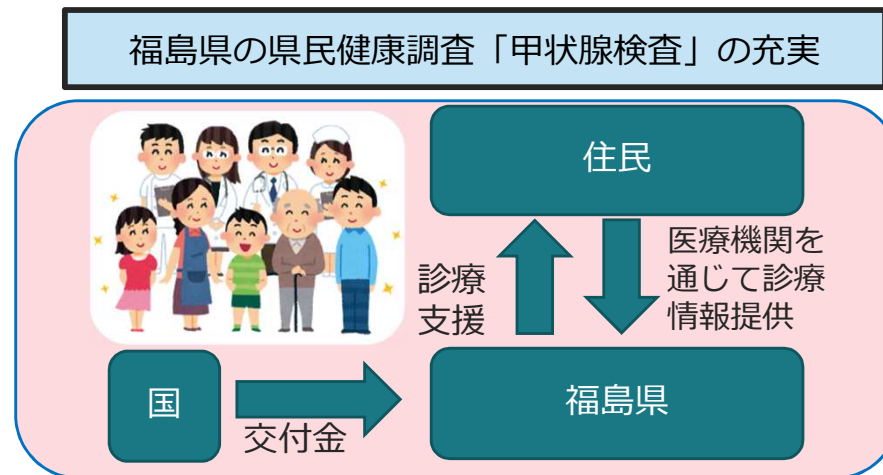 福島県の県民健康調査「甲状腺検査」の充実
住民
診療
支援
医療機関を
通じて診療
情報提供
国
交付金
福島県